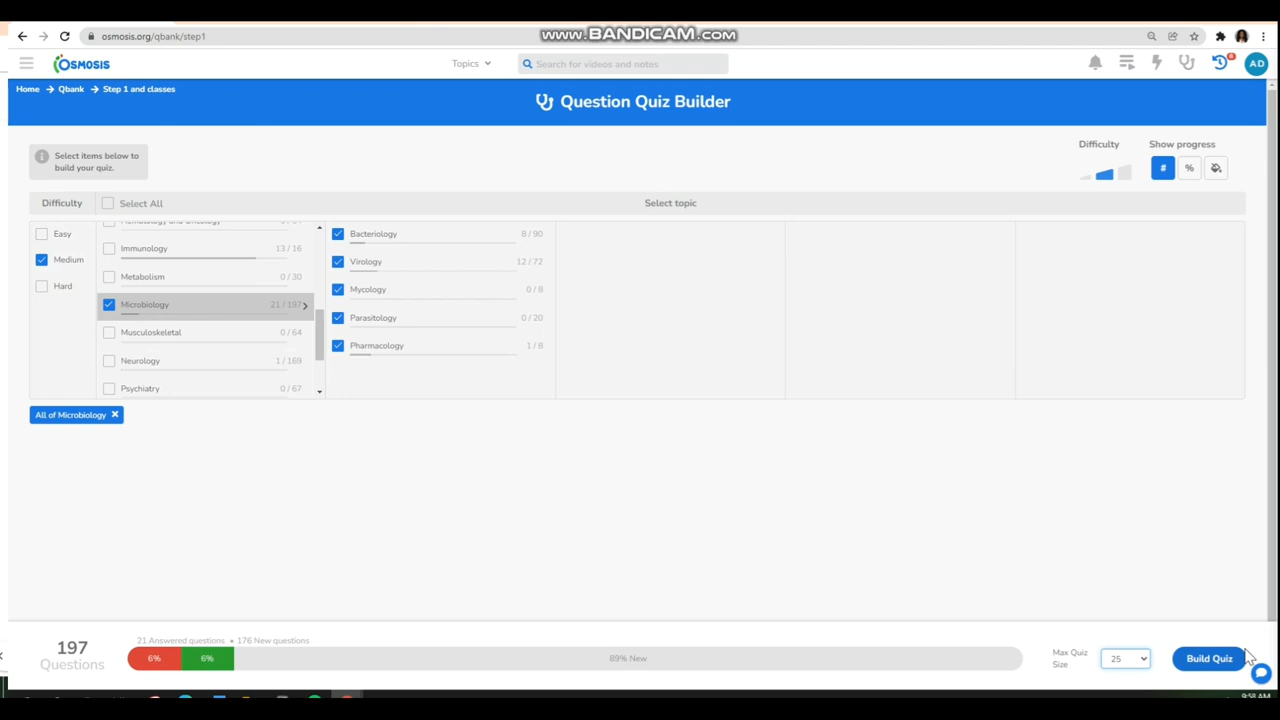 www.BANDICAM.com
osmosis.org/qbank/step1
OSMOSIS
Topics
Search for videos and notes
AD
Home → Qbank → Step 1 and classes
Question Quiz Builder
Select items below to
build your quiz.
Difficulty
Show progress
# %
Difficulty
Select All
Select topic
Easy
Medium
Hard
Immunology 13 / 16
Metabolism 0 / 30
Microbiology 21 / 197
Musculoskeletal 0 / 64
Neurology 1 / 169
Psychiatry 0 / 67
Bacteriology 8 / 90
Virology 12 / 72
Mycology 0 / 8
Parasitology 0 / 20
Pharmacology 1 / 8
All of Microbiology ×
197
Questions
21 Answered questions • 176 New questions
6% 6% 89% New
Max Quiz
Size
25
Build Quiz
9:58 AM